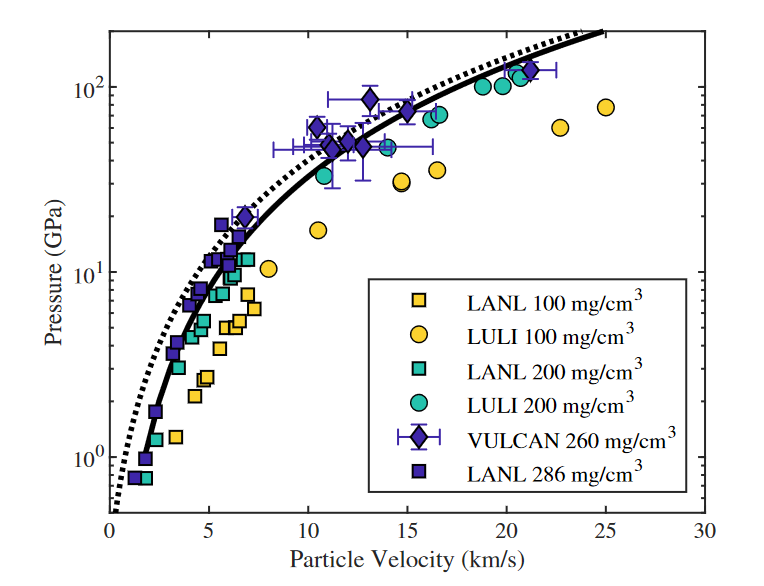 10²
10¹
10⁰
Pressure (GPa)
LANL 100 mg/cm³
LULI 100 mg/cm³
LANL 200 mg/cm³
LULI 200 mg/cm³
VULCAN 260 mg/cm³
LANL 286 mg/cm³
0 5 10 15 20 25 30
Particle Velocity (km/s)